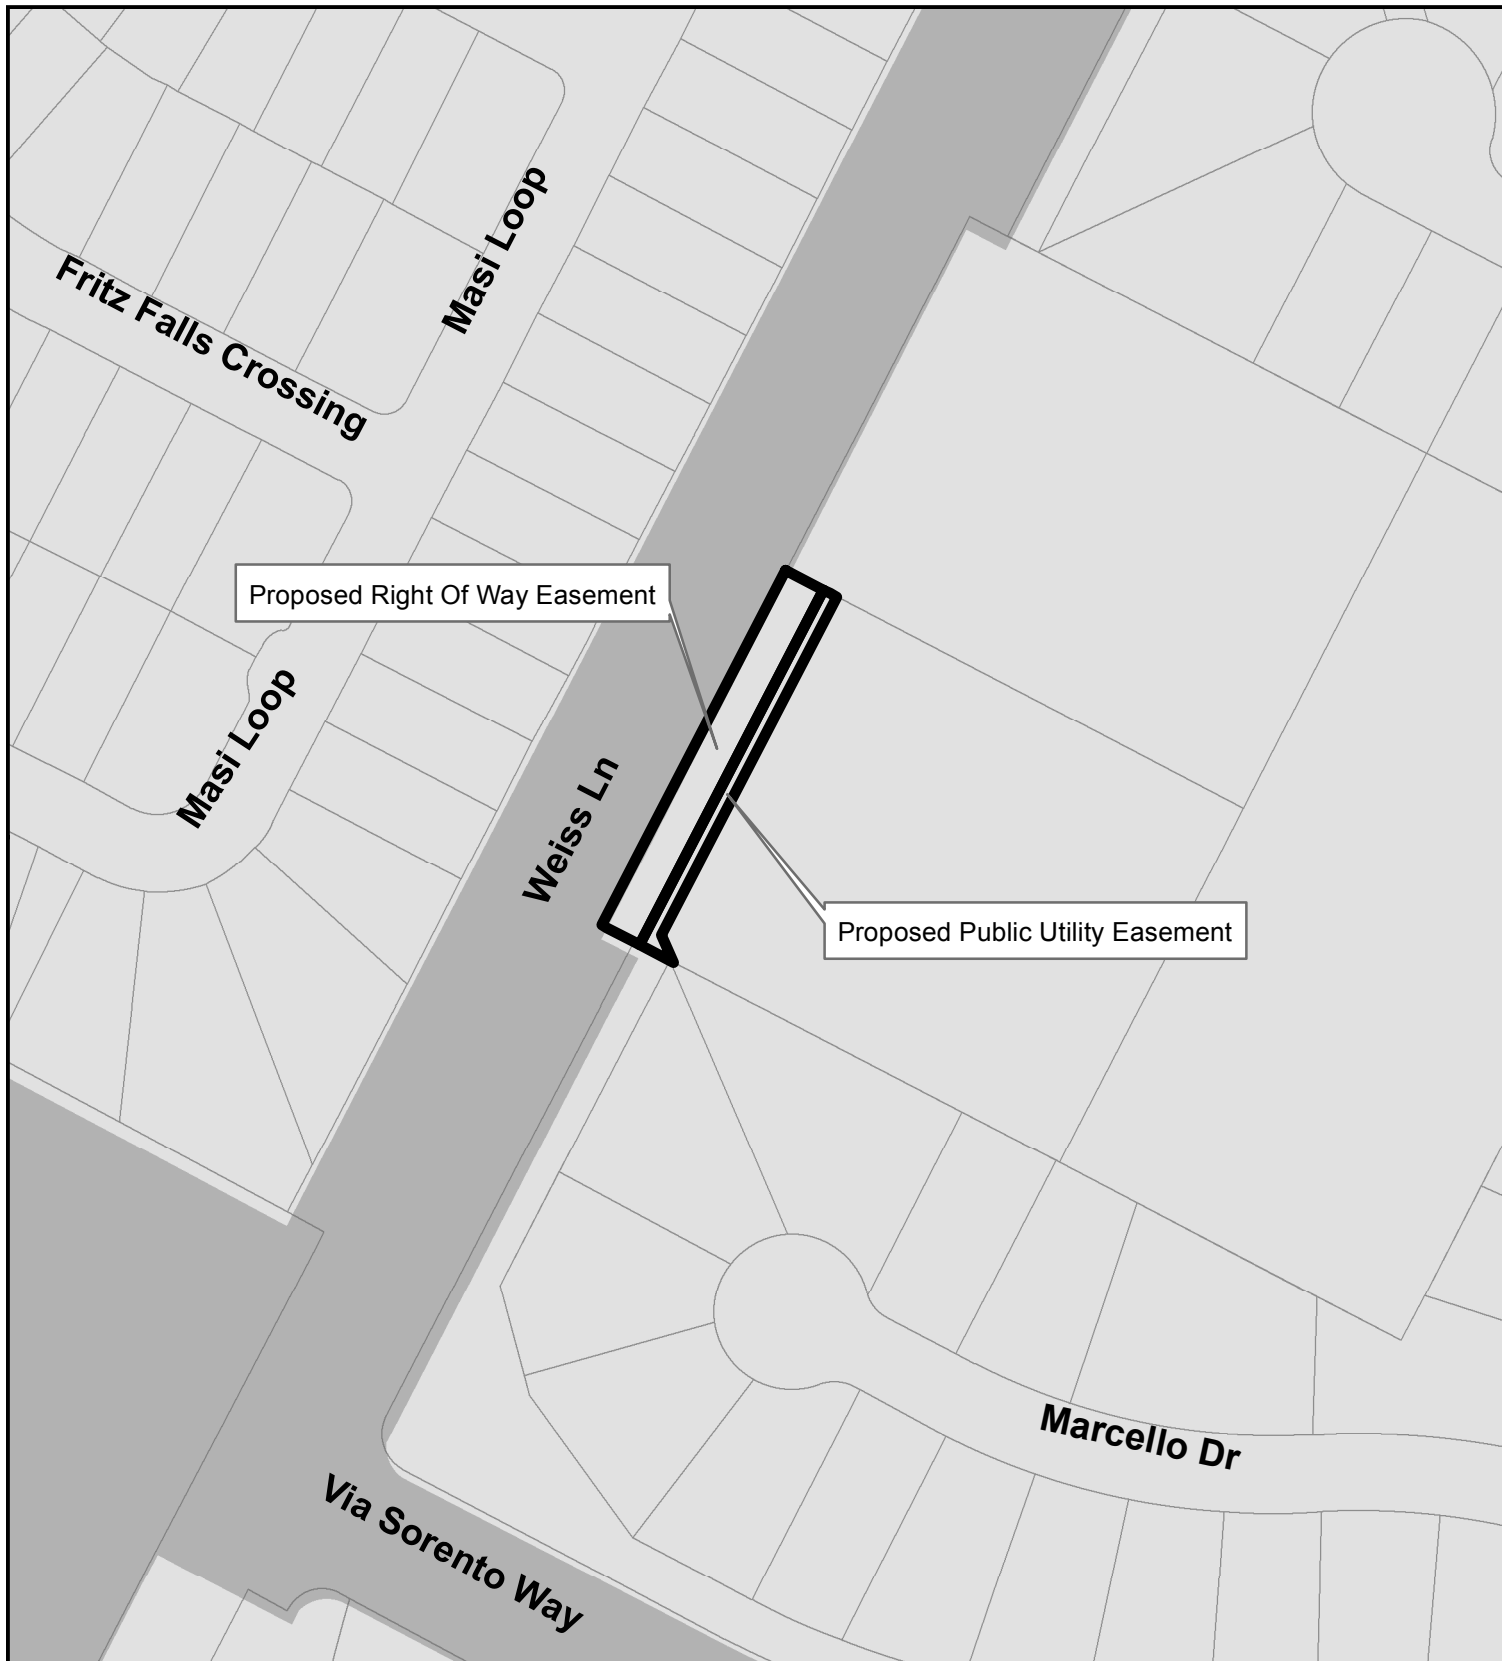 Masi Loop
Fritz Falls Crossing
Proposed Right Of Way Easement
Masi Loop
Weiss Ln
Proposed Public Utility Easement
Marcello Dr
Via Sorento Way